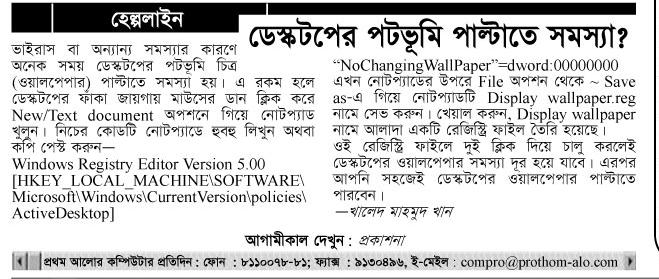 হেল্পলাইন
ডেস্কটপের পটভূমি পাল্টাতে সমস্যা?
ভাইরাস বা অন্যান্য সমস্যার কারণে
অনেক সময় ডেস্কটপের পটভূমি চিত্র
(ওয়ালপেপার) পাল্টাতে সমস্যা হয়। এ রকম হলে
ডেস্কটপের ফাঁকা জায়গায় মাউসের ডান ক্লিক করে
New/Text document অপশনে গিয়ে নোটপ্যাড
খুলুন। নিচের কোডটি নোটপ্যাডে হুবহু লিখুন অথবা
কপি পেস্ট করুন—
Windows Registry Editor Version 5.00
[HKEY_LOCAL_MACHINE\SOFTWARE\
Microsoft\Windows\CurrentVersion\policies\
ActiveDesktop]
“NoChangingWallPaper”=dword:00000000
এখন নোটপ্যাডের উপরে File অপশন থেকে ~ Save
as-এ গিয়ে নোটপ্যাডটি Display wallpaper.reg
নামে সেভ করুন। খেয়াল করুন, Display wallpaper
নামে আলাদা একটি রেজিস্ট্রি ফাইল তৈরি হয়েছে।
ওই রেজিস্ট্রি ফাইলে দুই ক্লিক দিয়ে চালু করলেই
ডেস্কটপের ওয়ালপেপার সমস্যা দূর হয়ে যাবে। এরপর
আপনি সহজেই ডেস্কটপের ওয়ালপেপার পাল্টাতে
পারবেন।
—খালেদ মাহমুদ খান
আগামীকাল দেখুন : প্রকাশনা
প্রথম আলোর কম্পিউটার প্রতিদিন : ফোন : ৮১১০০৭৮-৮১; ফ্যাক্স : ৯১৩০৪৯৬, ই-মেইল : compro@prothom-alo.com